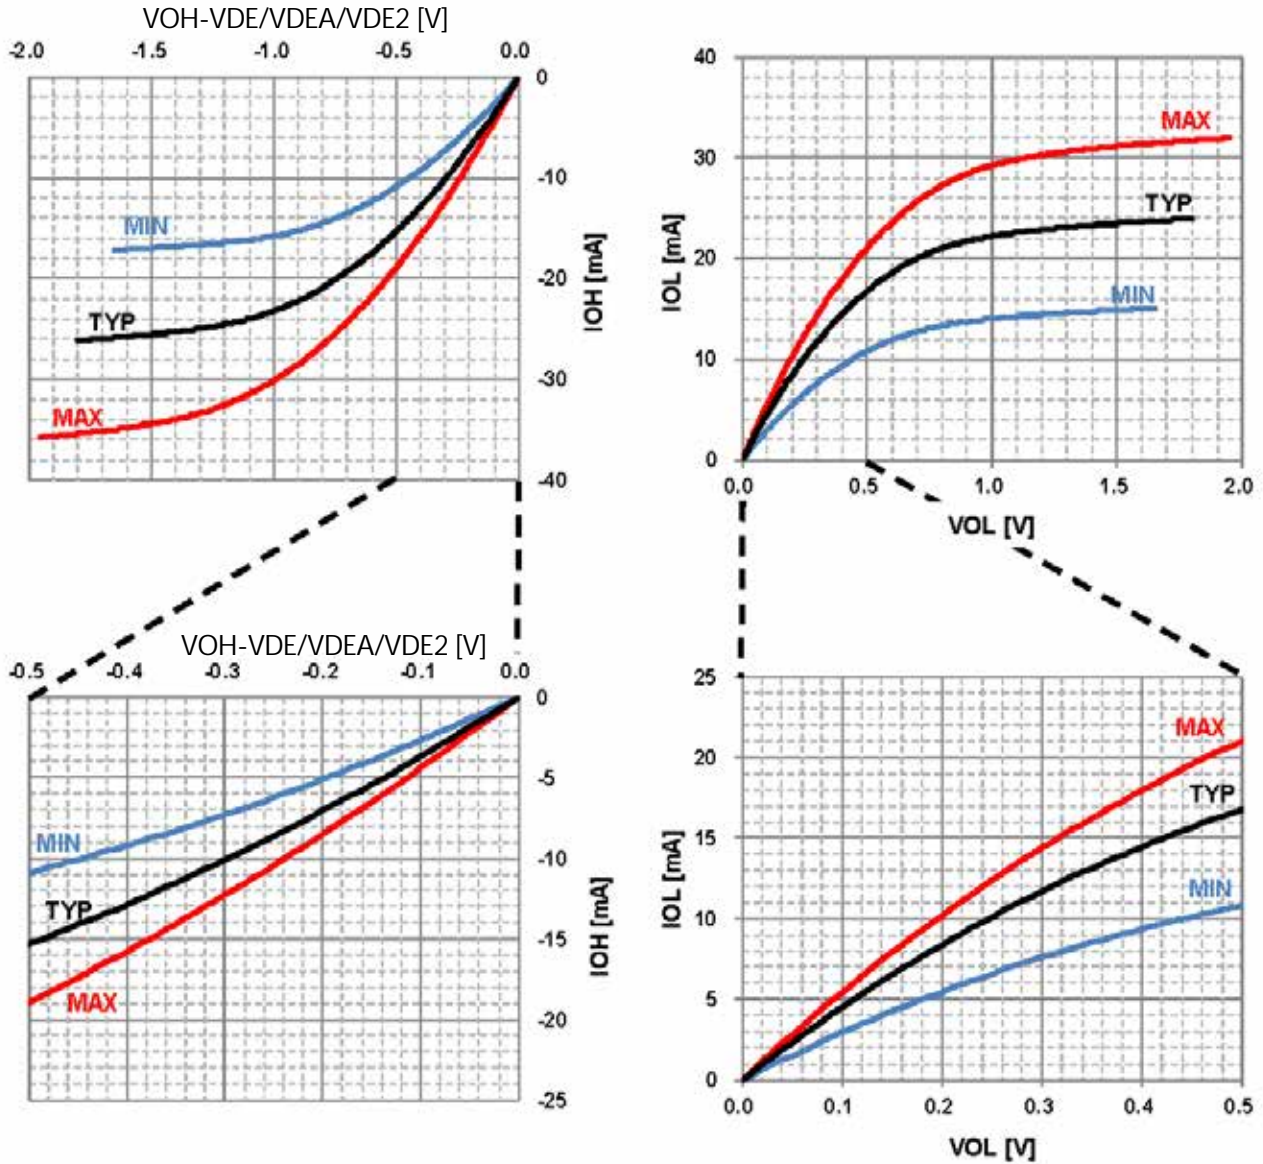 VOH-VDE/VDEA/VDE2 [V]
-2.0 -1.5 -1.0 -0.5 0.0
0
-10
-20
-30
-40
IOH [mA]
MIN
TYP
MAX
40
30
20
10
0
IOL [mA]
MAX
TYP
MIN
0.0 0.5 1.0 1.5 2.0
VOL [V]
VOH-VDE/VDEA/VDE2 [V]
-0.5 -0.4 -0.3 -0.2 -0.1 0.0
0
-5
-10
-15
-20
-25
IOH [mA]
MIN
TYP
MAX
25
20
15
10
5
0
IOL [mA]
MAX
TYP
MIN
0.0 0.1 0.2 0.3 0.4 0.5
VOL [V]